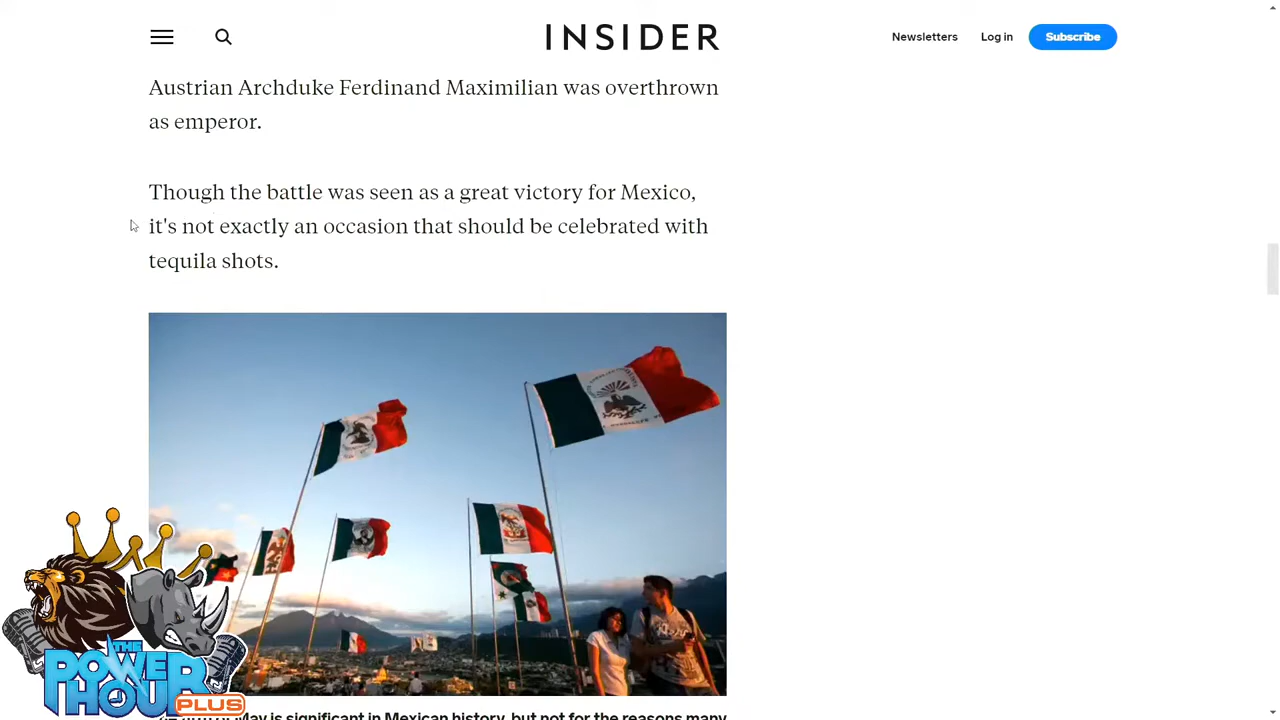 INSIDER
Newsletters
Log in
Subscribe
Austrian Archduke Ferdinand Maximilian was overthrown
as emperor.
Though the battle was seen as a great victory for Mexico,
it's not exactly an occasion that should be celebrated with
tequila shots.
THE
POWER
HOUR
PLUS
of May is significant in Mexican history, but not for the reasons many